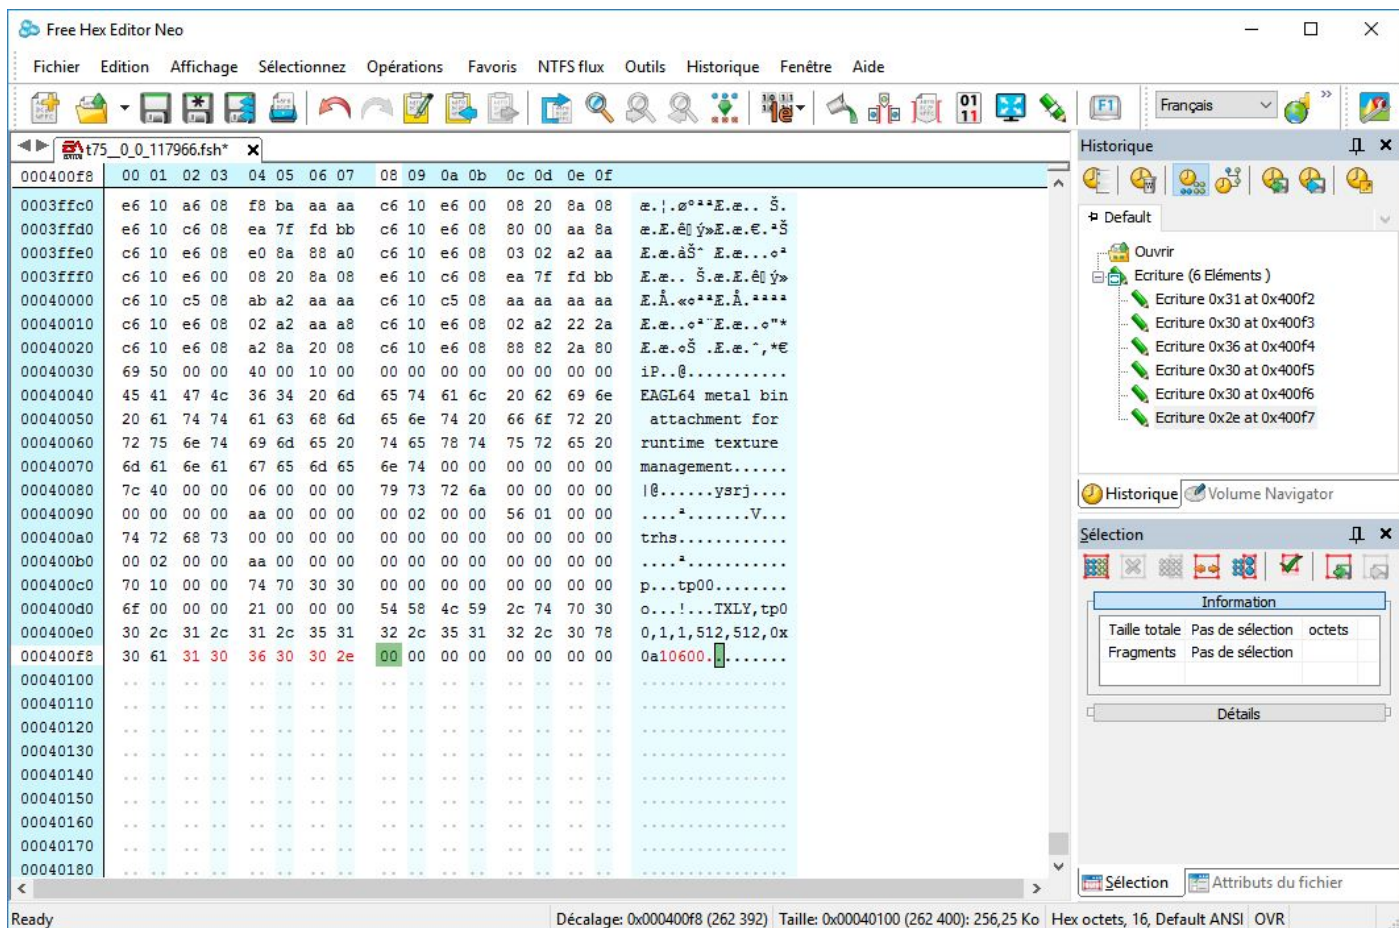 Free Hex Editor Neo
Fichier Edition Affichage Sélectionnez Opérations Favoris NTFS flux Outils Historique Fenêtre Aide
F1 Français
t75__0_0_117966.fsh*
000400f8 00 01 02 03 04 05 06 07 08 09 0a 0b 0c 0d 0e 0f
0003ffc0 e6 10 a6 08 f8 ba aa aa c6 10 e6 00 08 20 8a 08 æ.¦.øºªªÆ.æ.. Š.
0003ffd0 e6 10 c6 08 ea 7f fd bb c6 10 e6 08 80 00 aa 8a æ.Æ.ê▯ý»Æ.æ.€.ªŠ
0003ffe0 c6 10 e6 08 e0 8a 88 a0 c6 10 e6 08 03 02 a2 aa Æ.æ.àŠˆ Æ.æ...¢ª
0003fff0 c6 10 e6 00 08 20 8a 08 e6 10 c6 08 ea 7f fd bb Æ.æ.. Š.æ.Æ.ê▯ý»
00040000 c6 10 c5 08 ab a2 aa aa c6 10 c5 08 aa aa aa aa Æ.Å.«¢ªªÆ.Å.ªªªª
00040010 c6 10 e6 08 02 a2 aa a8 c6 10 e6 08 02 a2 22 2a Æ.æ..¢ª¨Æ.æ..¢"*
00040020 c6 10 e6 08 a2 8a 20 08 c6 10 e6 08 88 82 2a 80 Æ.æ.¢Š .Æ.æ.ˆ‚*€
00040030 69 50 00 00 40 00 10 00 00 00 00 00 00 00 00 00 iP..@...........
00040040 45 41 47 4c 36 34 20 6d 65 74 61 6c 20 62 69 6e EAGL64 metal bin
00040050 20 61 74 74 61 63 68 6d 65 6e 74 20 66 6f 72 20 attachment for
00040060 72 75 6e 74 69 6d 65 20 74 65 78 74 75 72 65 20 runtime texture
00040070 6d 61 6e 61 67 65 6d 65 6e 74 00 00 00 00 00 00 management......
00040080 7c 40 00 00 06 00 00 00 79 73 72 6a 00 00 00 00 |@......ysrj....
00040090 00 00 00 00 aa 00 00 00 00 02 00 00 56 01 00 00 ....ª.......V...
000400a0 74 72 68 73 00 00 00 00 00 00 00 00 00 00 00 00 trhs............
000400b0 00 02 00 00 aa 00 00 00 00 00 00 00 00 00 00 00 ....ª...........
000400c0 70 10 00 00 74 70 30 30 00 00 00 00 00 00 00 00 p...tp00........
000400d0 6f 00 00 00 21 00 00 00 54 58 4c 59 2c 74 70 30 o...!...TXLY,tp0
000400e0 30 2c 31 2c 31 2c 35 31 32 2c 35 31 32 2c 30 78 0,1,1,512,512,0x
000400f8 30 61 31 30 36 30 30 2e 00 00 00 00 00 00 00 00 0a10600.........
00040100 .. .. .. .. .. .. .. .. .. .. .. .. .. .. .. .. ................
00040110 .. .. .. .. .. .. .. .. .. .. .. .. .. .. .. .. ................
00040120 .. .. .. .. .. .. .. .. .. .. .. .. .. .. .. .. ................
00040130 .. .. .. .. .. .. .. .. .. .. .. .. .. .. .. .. ................
00040140 .. .. .. .. .. .. .. .. .. .. .. .. .. .. .. .. ................
00040150 .. .. .. .. .. .. .. .. .. .. .. .. .. .. .. .. ................
00040160 .. .. .. .. .. .. .. .. .. .. .. .. .. .. .. .. ................
00040170 .. .. .. .. .. .. .. .. .. .. .. .. .. .. .. .. ................
00040180 .. .. .. .. .. .. .. .. .. .. .. .. .. .. .. .. ................
Historique
Default
Ouvrir
Ecriture (6 Eléments )
Ecriture 0x31 at 0x400f2
Ecriture 0x30 at 0x400f3
Ecriture 0x36 at 0x400f4
Ecriture 0x30 at 0x400f5
Ecriture 0x30 at 0x400f6
Ecriture 0x2e at 0x400f7
Historique Volume Navigator
Sélection
Information
Taille totale Pas de sélection octets
Fragments Pas de sélection
Détails
Sélection Attributs du fichier
Ready Décalage: 0x000400f8 (262 392) Taille: 0x00040100 (262 400): 256,25 Ko Hex octets, 16, Default ANSI OVR